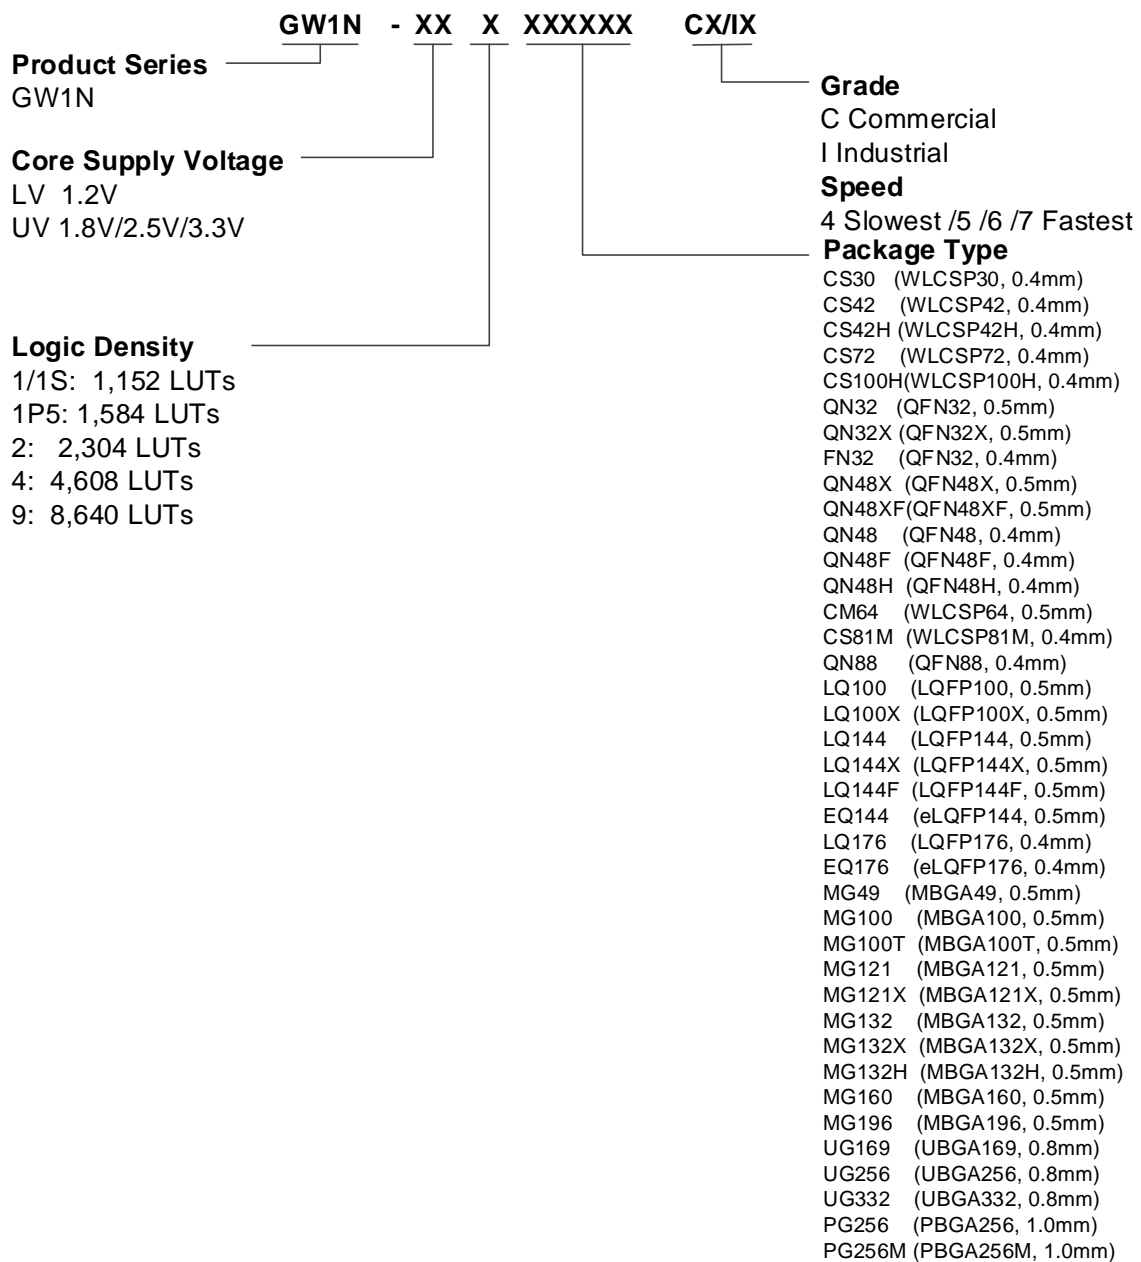 GW1N - XX X XXXXXX CX/IX
Product Series
GW1N
Core Supply Voltage
LV 1.2V
UV 1.8V/2.5V/3.3V
Logic Density
1/1S: 1,152 LUTs
1P5: 1,584 LUTs
2: 2,304 LUTs
4: 4,608 LUTs
9: 8,640 LUTs
Grade
C Commercial
I Industrial
Speed
4 Slowest /5 /6 /7 Fastest
Package Type
CS30 (WLCSP30, 0.4mm)
CS42 (WLCSP42, 0.4mm)
CS42H (WLCSP42H, 0.4mm)
CS72 (WLCSP72, 0.4mm)
CS100H(WLCSP100H, 0.4mm)
QN32 (QFN32, 0.5mm)
QN32X (QFN32X, 0.5mm)
FN32 (QFN32, 0.4mm)
QN48X (QFN48X, 0.5mm)
QN48XF(QFN48XF, 0.5mm)
QN48 (QFN48, 0.4mm)
QN48F (QFN48F, 0.4mm)
QN48H (QFN48H, 0.4mm)
CM64 (WLCSP64, 0.5mm)
CS81M (WLCSP81M, 0.4mm)
QN88 (QFN88, 0.4mm)
LQ100 (LQFP100, 0.5mm)
LQ100X (LQFP100X, 0.5mm)
LQ144 (LQFP144, 0.5mm)
LQ144X (LQFP144X, 0.5mm)
LQ144F (LQFP144F, 0.5mm)
EQ144 (eLQFP144, 0.5mm)
LQ176 (LQFP176, 0.4mm)
EQ176 (eLQFP176, 0.4mm)
MG49 (MBGA49, 0.5mm)
MG100 (MBGA100, 0.5mm)
MG100T (MBGA100T, 0.5mm)
MG121 (MBGA121, 0.5mm)
MG121X (MBGA121X, 0.5mm)
MG132 (MBGA132, 0.5mm)
MG132X (MBGA132X, 0.5mm)
MG132H (MBGA132H, 0.5mm)
MG160 (MBGA160, 0.5mm)
MG196 (MBGA196, 0.5mm)
UG169 (UBGA169, 0.8mm)
UG256 (UBGA256, 0.8mm)
UG332 (UBGA332, 0.8mm)
PG256 (PBGA256, 1.0mm)
PG256M (PBGA256M, 1.0mm)